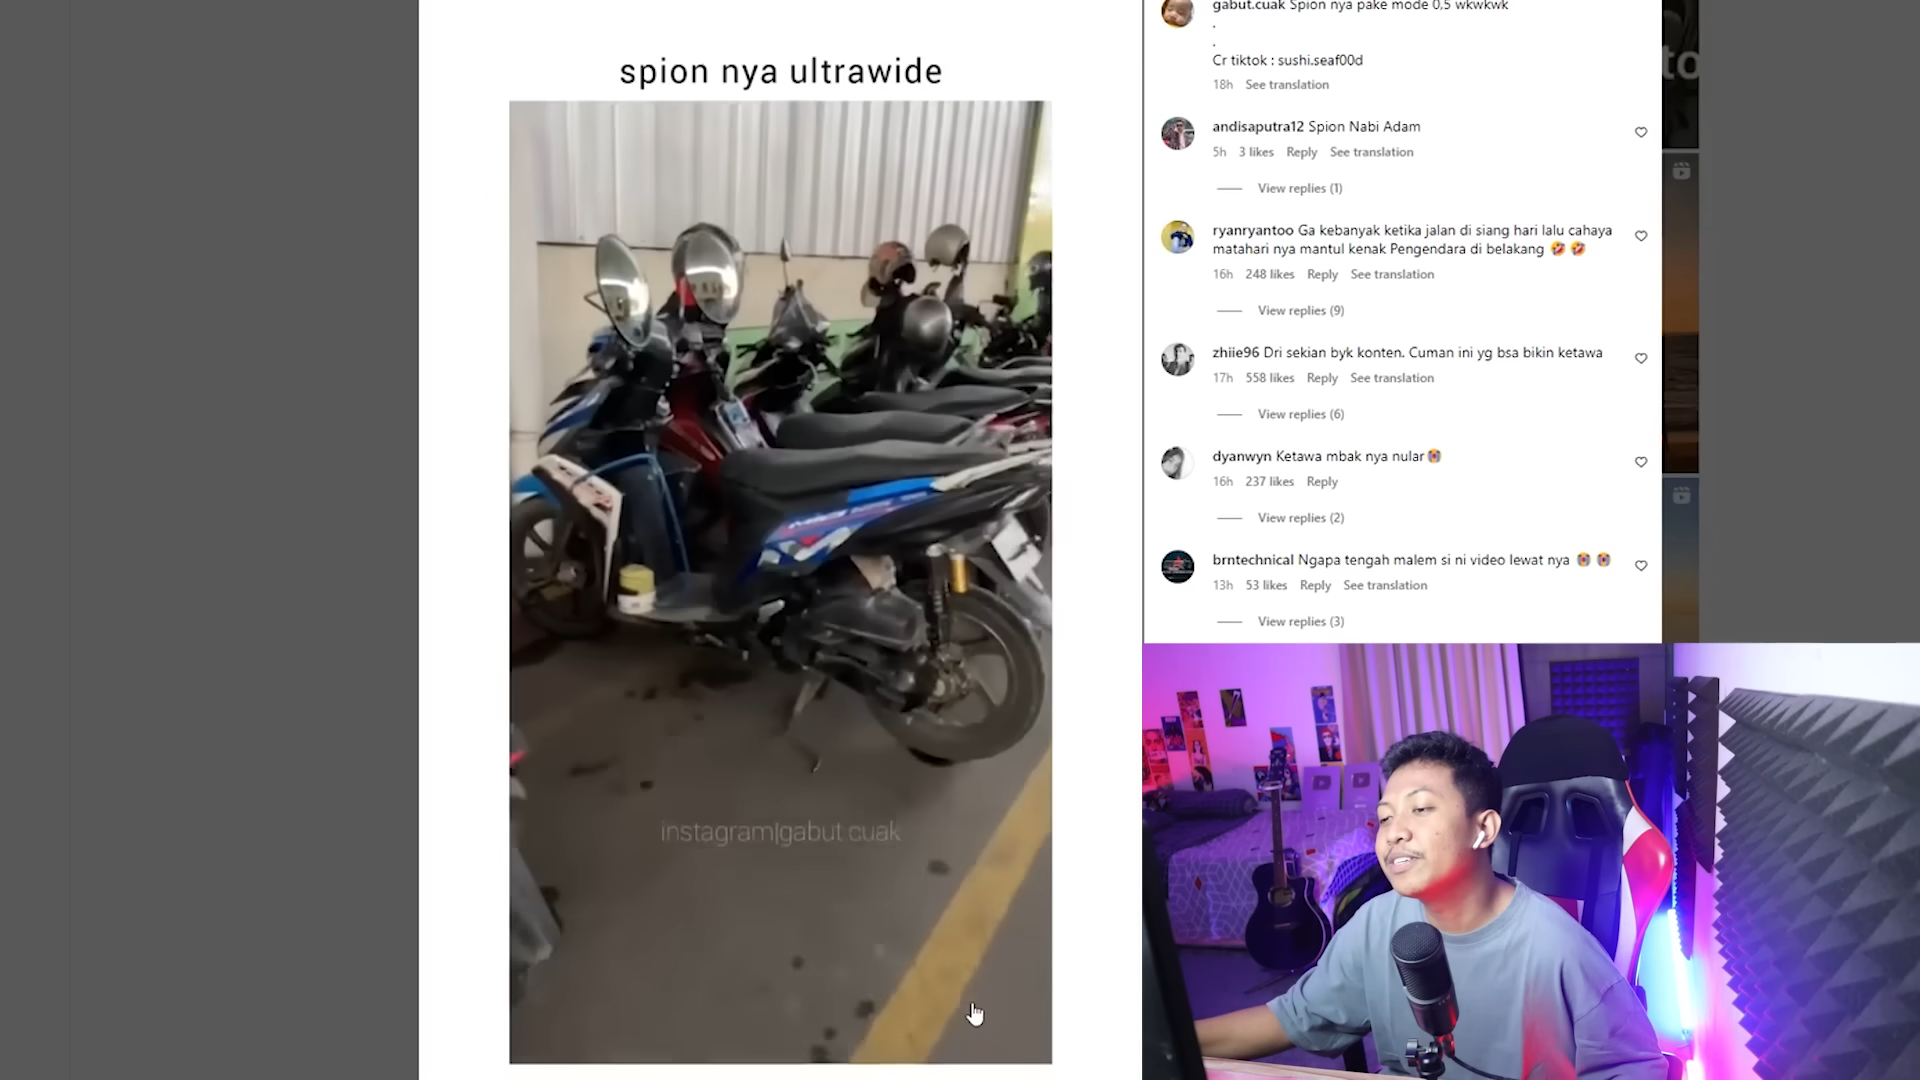 spion nya ultrawide
instagram|gabut.cuak
gabut.cuak Spion nya pake mode 0,5 wkwkwk
.
.
Cr tiktok : sushi.seaf00d
18h See translation
andisaputra12 Spion Nabi Adam
5h 3 likes Reply See translation
View replies (1)
ryanryantoo Ga kebanyak ketika jalan di siang hari lalu cahaya
matahari nya mantul kenak Pengendara di belakang 🤣 🤣
16h 248 likes Reply See translation
View replies (9)
zhiie96 Dri sekian byk konten. Cuman ini yg bsa bikin ketawa
17h 558 likes Reply See translation
View replies (6)
dyanwyn Ketawa mbak nya nular😭
16h 237 likes Reply
View replies (2)
brntechnical Ngapa tengah malem si ni video lewat nya 😭 😭
13h 53 likes Reply See translation
View replies (3)
to